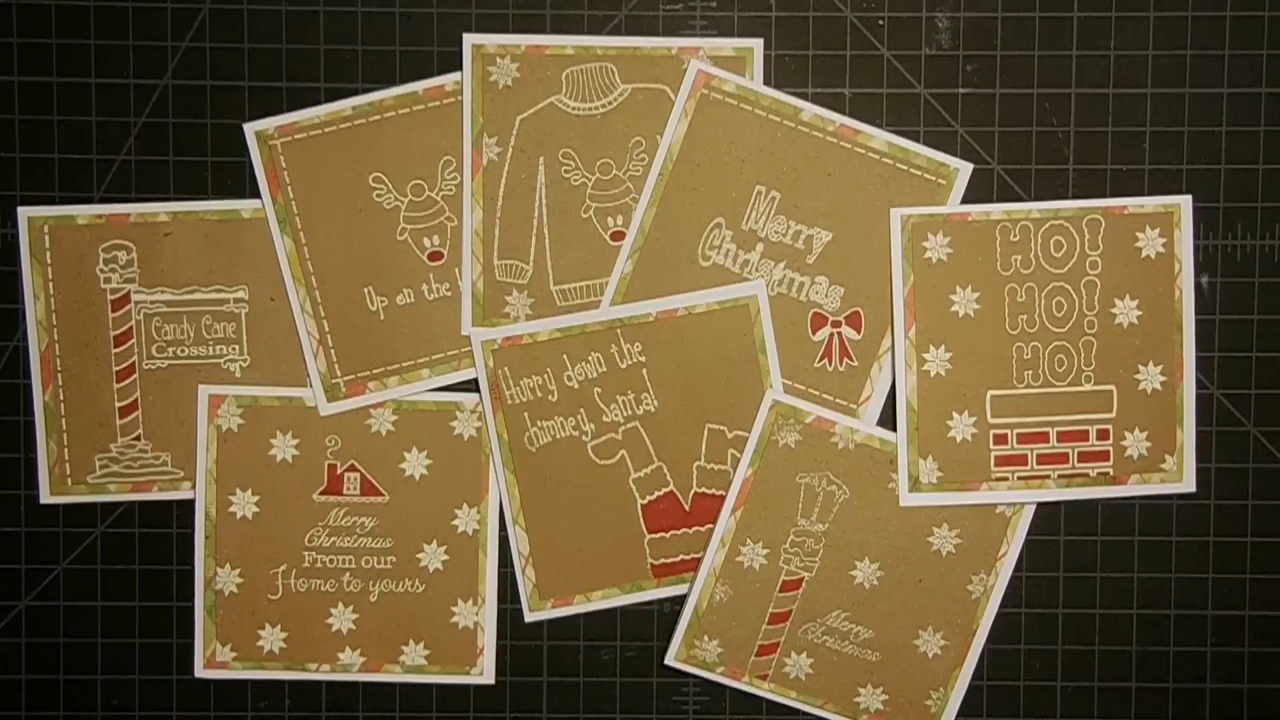 Candy Cane
Crossing
Up on the
Merry
Christmas
HO!
HO!
HO!
Merry
Christmas
From our
Home to yours
Hurry down the
chimney, Santa!
Merry
Christmas